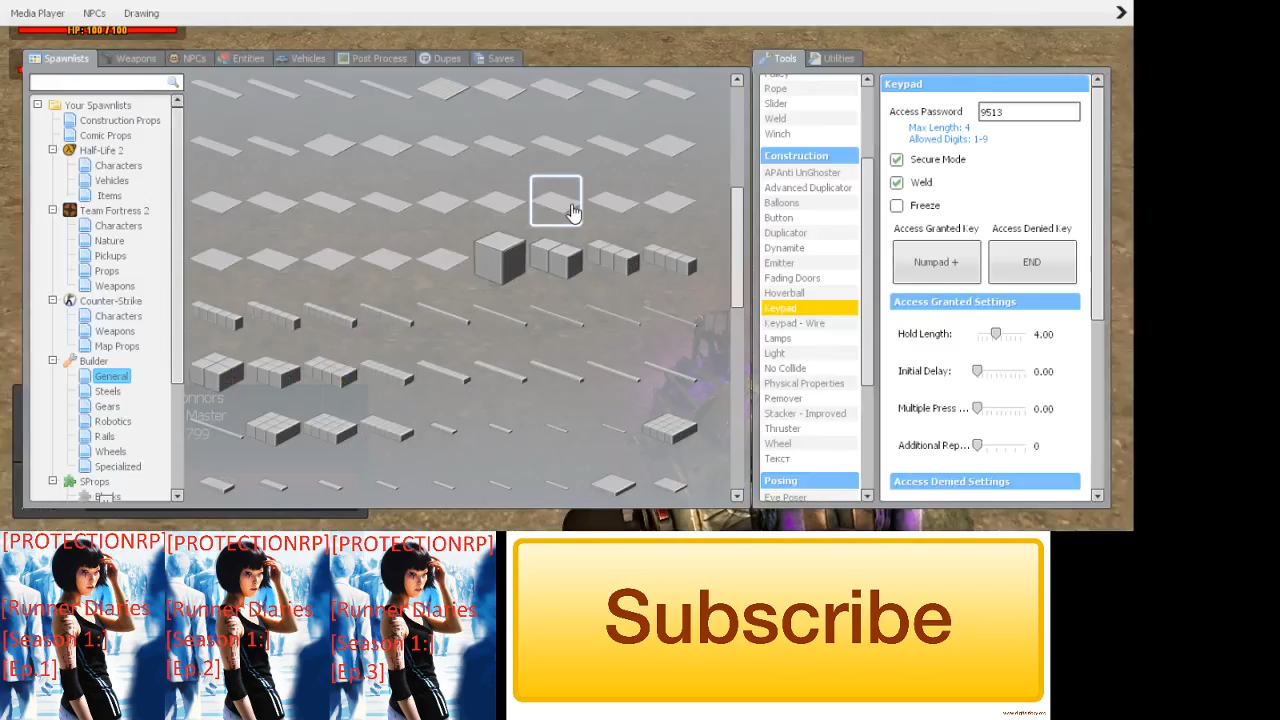 Media Player NPCs Drawing
HP: 100 / 100
Spawnlists Weapons NPCs Entities Vehicles Post Process Dupes Saves
Your Spawnlists
Construction Props
Comic Props
Half-Life 2
Characters
Vehicles
Items
Team Fortress 2
Characters
Nature
Pickups
Props
Weapons
Counter-Strike
Characters
Weapons
Map Props
Builder
General
Steels
Gears
Robotics
Rails
Wheels
Specialized
SProps
onnors
Master
799
Tools Utilities
Rope
Slider
Weld
Winch
Construction
APAnti UnGhoster
Advanced Duplicator
Balloons
Button
Duplicator
Dynamite
Emitter
Fading Doors
Hoverball
Keypad
Keypad - Wire
Lamps
Light
No Collide
Physical Properties
Remover
Stacker - Improved
Thruster
Wheel
Текст
Posing
Eye Poser
Keypad
Access Password 9513
Max Length: 4
Allowed Digits: 1-9
Secure Mode
Weld
Freeze
Access Granted Key Access Denied Key
Numpad + END
Access Granted Settings
Hold Length: 4.00
Initial Delay: 0.00
Multiple Press ... 0.00
Additional Rep... 0
Access Denied Settings
[PROTECTIONRP]
[Runner Diaries
[Season 1:]
[Ep.1]
[PROTECTIONRP]
[Runner Diaries
[Season 1:]
[Ep.2]
[PROTECTIONRP]
[Runner Diaries
[Season 1:]
[Ep.3]
Subscribe